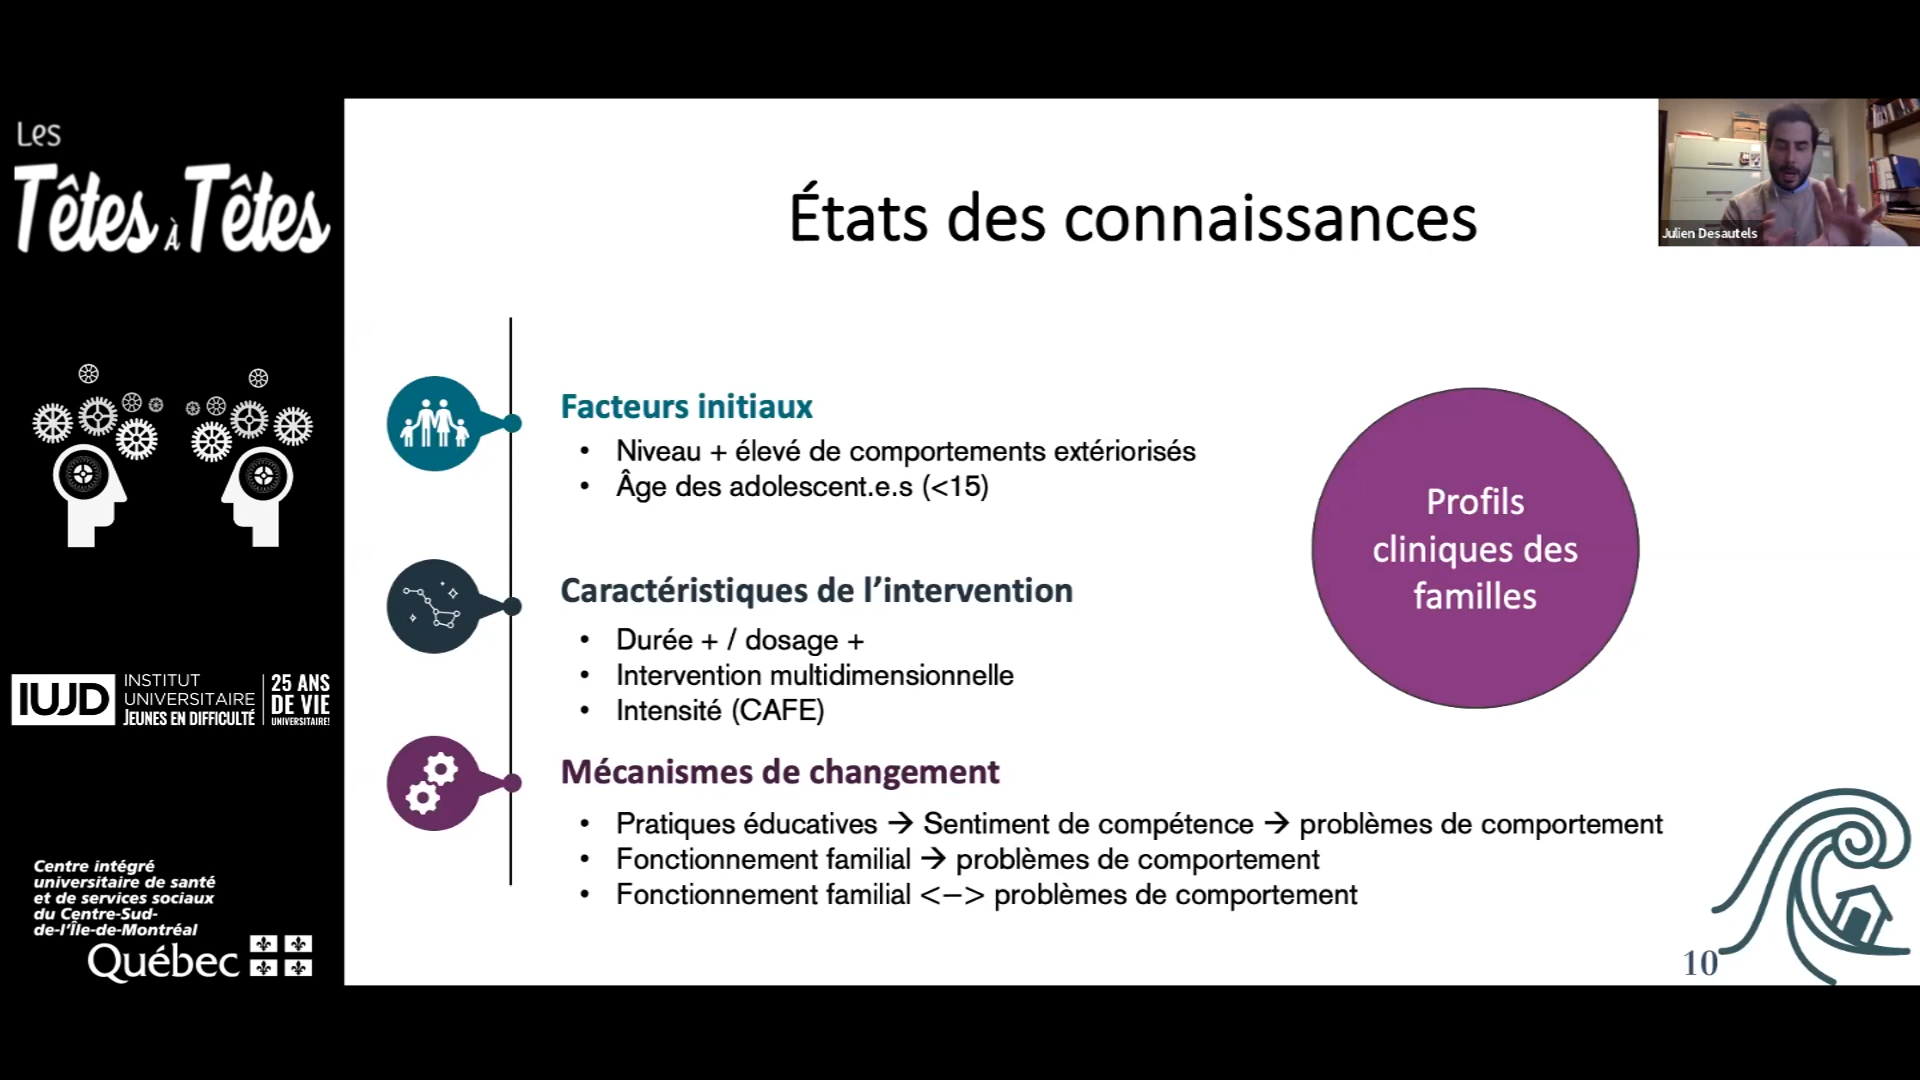 Les
Têtes à Têtes
IUJD
INSTITUT
UNIVERSITAIRE
JEUNES EN DIFFICULTÉ
25 ANS
DE VIE
UNIVERSITAIRE!
Centre intégré
universitaire de santé
et de services sociaux
du Centre-Sud-
de-l'Île-de-Montréal
Québec
États des connaissances
Julien Desautels
Facteurs initiaux
• Niveau + élevé de comportements extériorisés
• Âge des adolescent.e.s (<15)
Caractéristiques de l’intervention
• Durée + / dosage +
• Intervention multidimensionnelle
• Intensité (CAFE)
Mécanismes de changement
• Pratiques éducatives → Sentiment de compétence → problèmes de comportement
• Fonctionnement familial → problèmes de comportement
• Fonctionnement familial <–> problèmes de comportement
Profils
cliniques des
familles
10